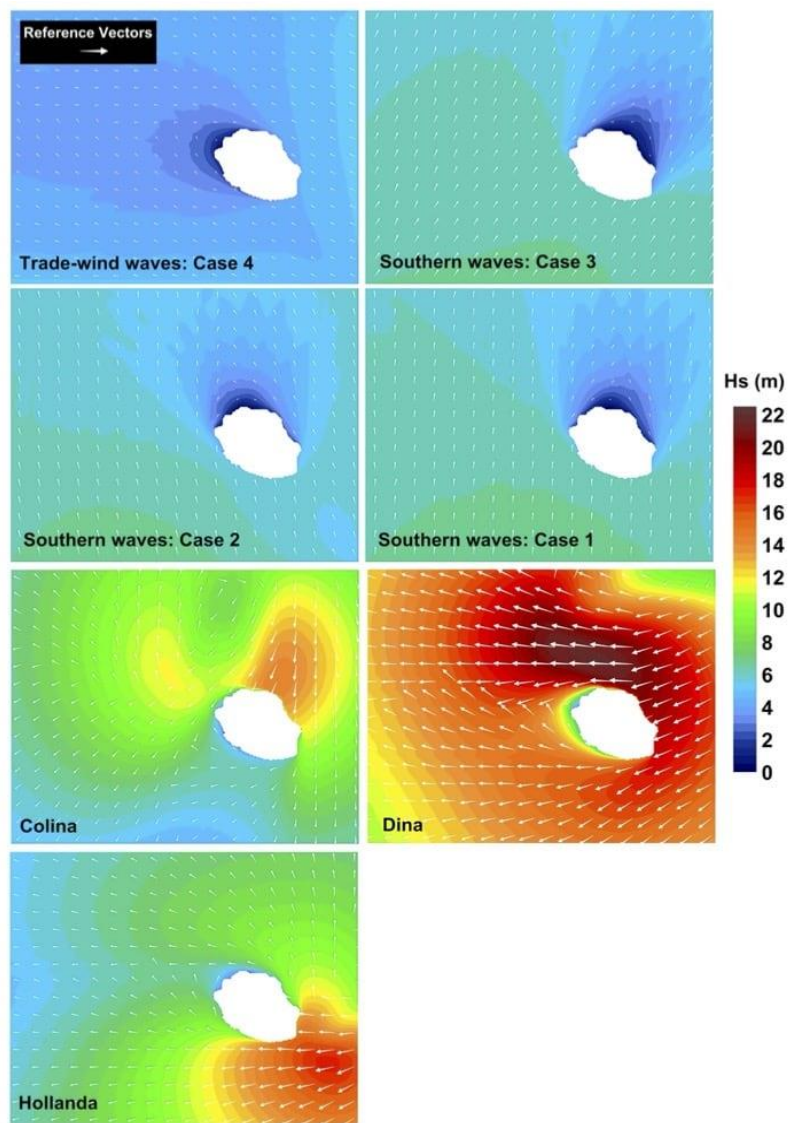 Reference Vectors
Trade-wind waves: Case 4
Southern waves: Case 3
Southern waves: Case 2
Southern waves: Case 1
Hs (m)
22
20
18
16
14
12
10
8
6
4
2
0
Colina
Dina
Hollanda